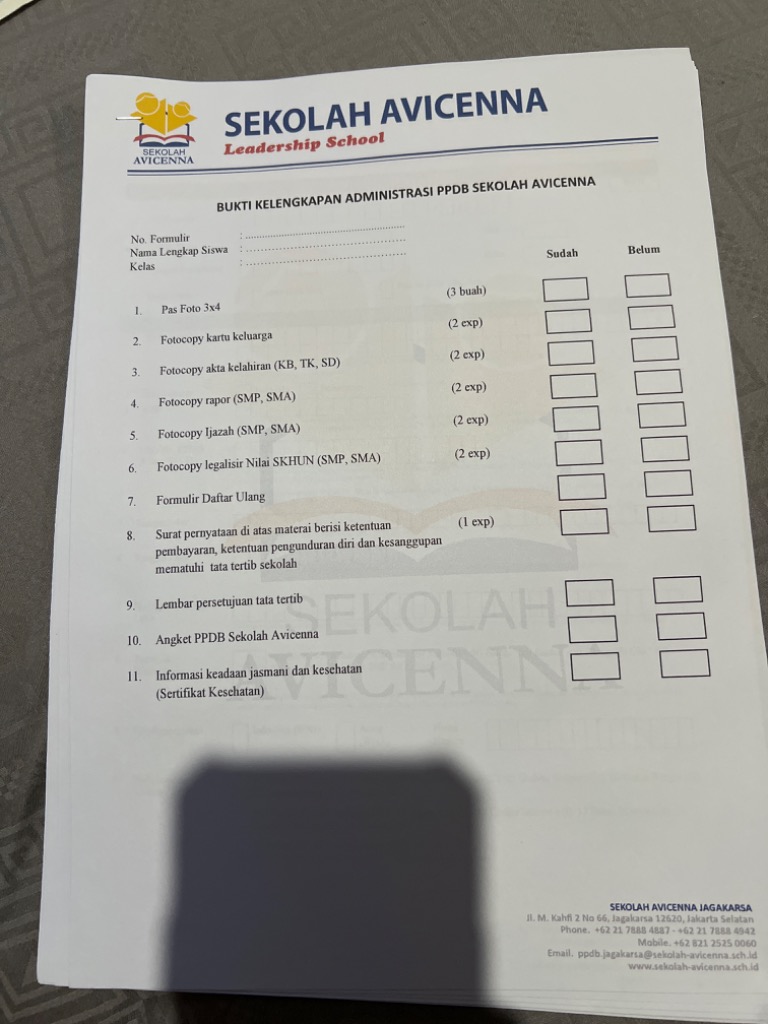 SEKOLAH AVICENNA
SEKOLAH AVICENNA
Leadership School
BUKTI KELENGKAPAN ADMINISTRASI PPDB SEKOLAH AVICENNA
No. Formulir : ..........................................................
Nama Lengkap Siswa : ..........................................................
Kelas : ..........................................................
Sudah Belum
1. Pas Foto 3x4 (3 buah)
2. Fotocopy kartu keluarga (2 exp)
3. Fotocopy akta kelahiran (KB, TK, SD) (2 exp)
4. Fotocopy rapor (SMP, SMA) (2 exp)
5. Fotocopy Ijazah (SMP, SMA) (2 exp)
6. Fotocopy legalisir Nilai SKHUN (SMP, SMA) (2 exp)
7. Formulir Daftar Ulang
8. Surat pernyataan di atas materai berisi ketentuan (1 exp)
pembayaran, ketentuan pengunduran diri dan kesanggupan
mematuhi tata tertib sekolah
9. Lembar persetujuan tata tertib
SEKOLAH
10. Angket PPDB Sekolah Avicenna
AVICENNA
11. Informasi keadaan jasmani dan kesehatan
(Sertifikat Kesehatan)
SEKOLAH AVICENNA JAGAKARSA
Jl. M. Kahfi 2 No 66, Jagakarsa 12620, Jakarta Selatan
Phone. +62 21 7888 4887 - +62 21 7888 4942
Mobile. +62 821 2525 0060
Email. ppdb.jagakarsa@sekolah-avicenna.sch.id
www.sekolah-avicenna.sch.id